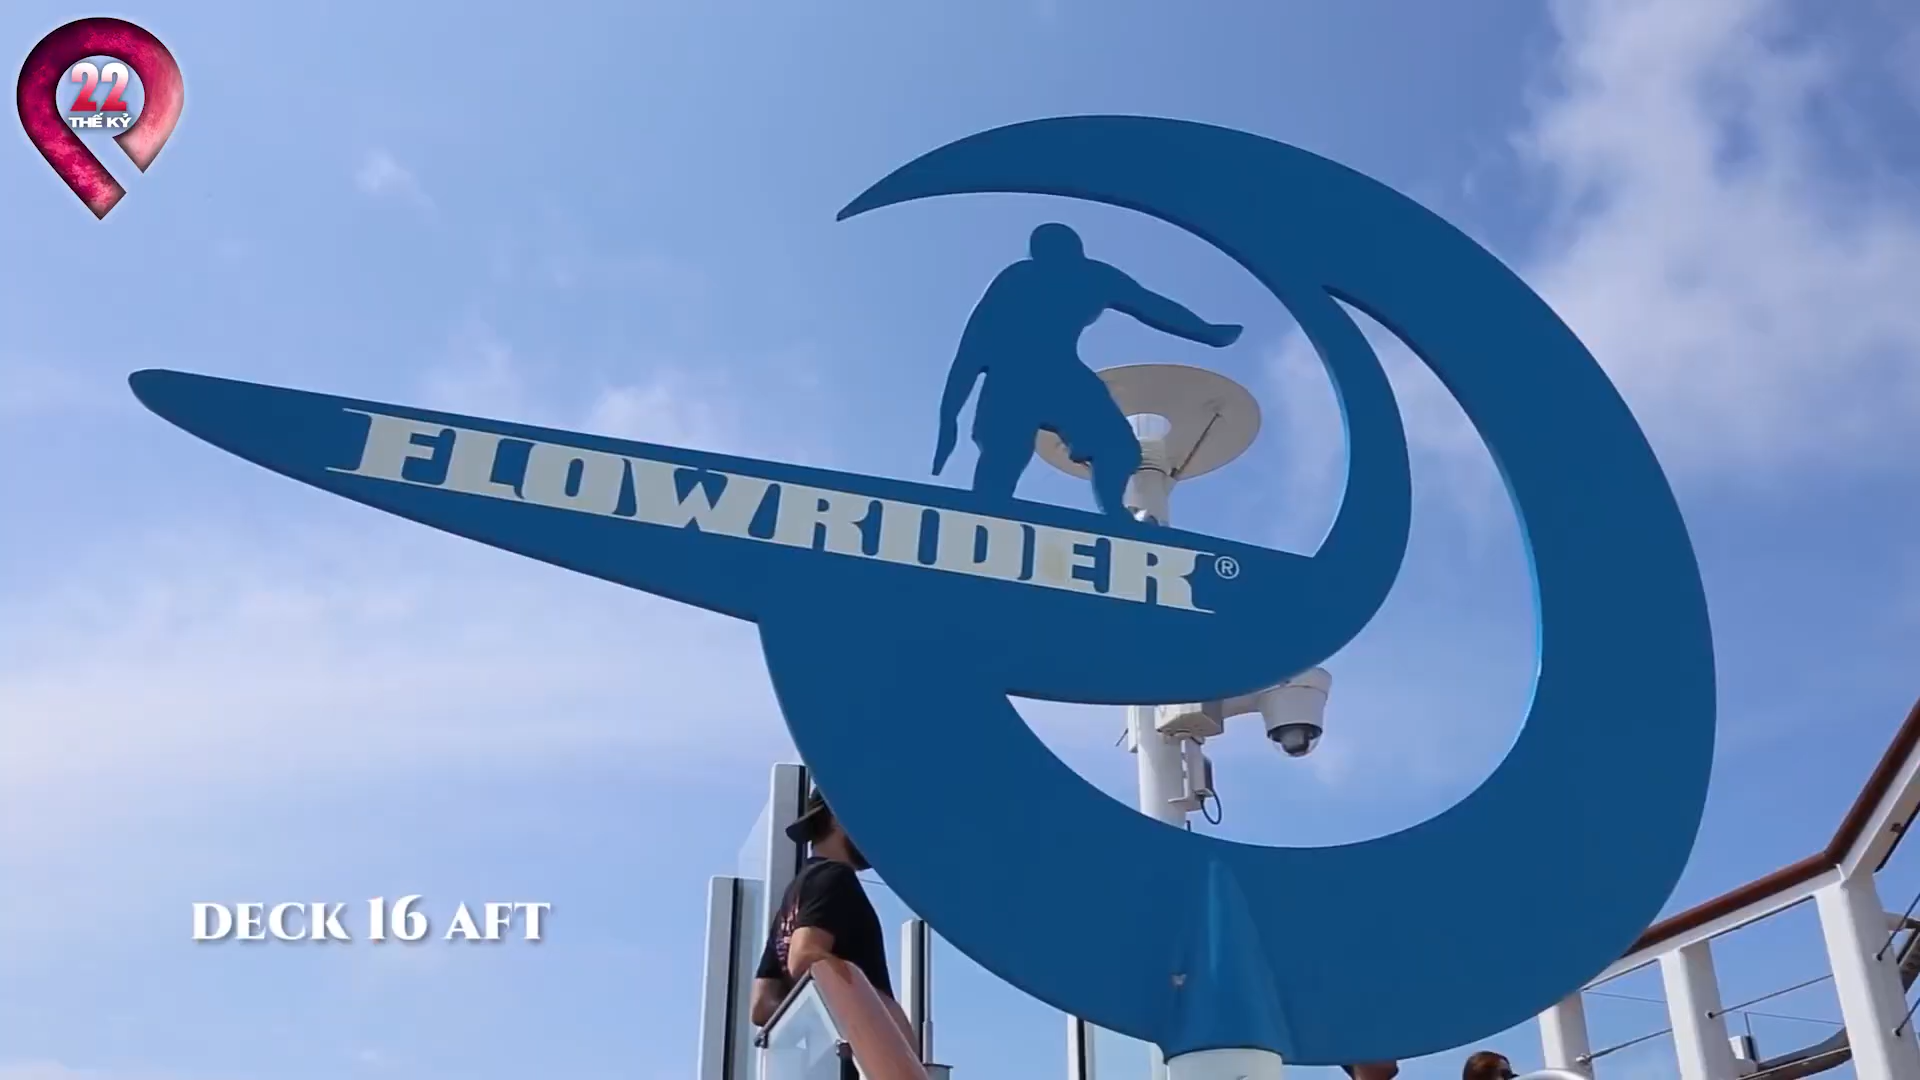 22
THẾ KỶ
FLOWRIDER®
DECK 16 AFT